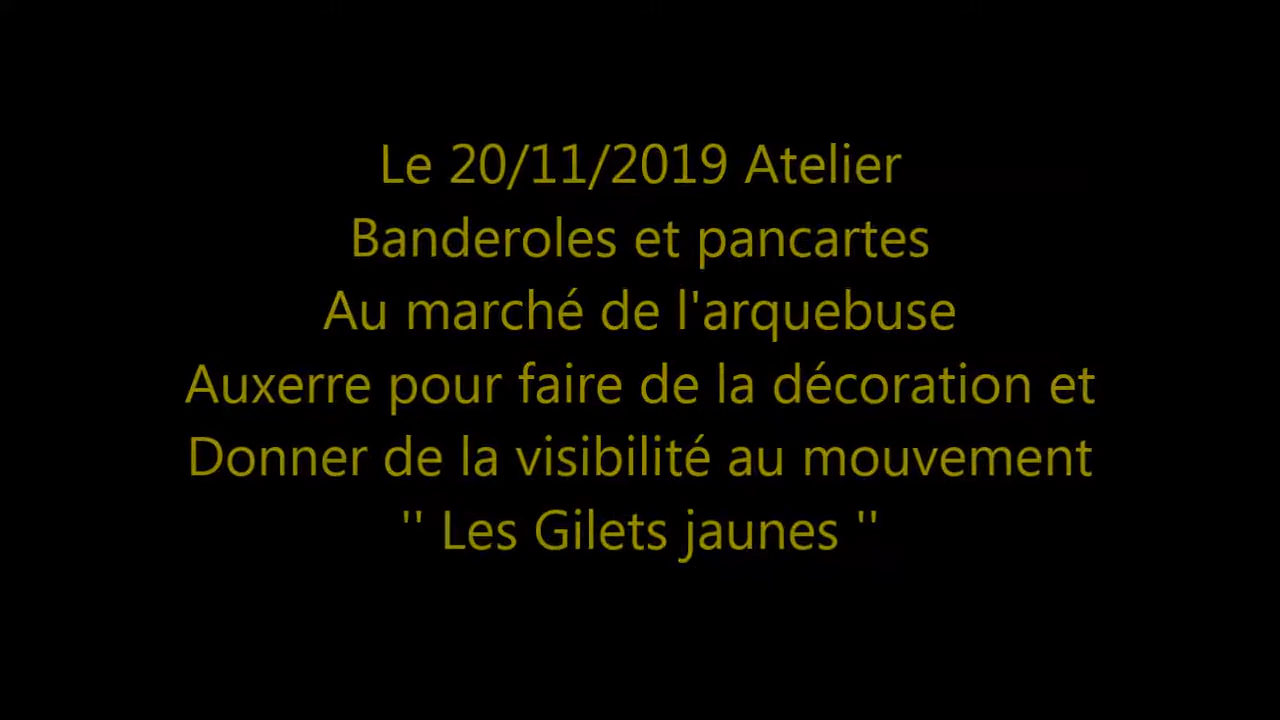 Le 20/11/2019 Atelier
Banderoles et pancartes
Au marché de l'arquebuse
Auxerre pour faire de la décoration et
Donner de la visibilité au mouvement
'' Les Gilets jaunes ''